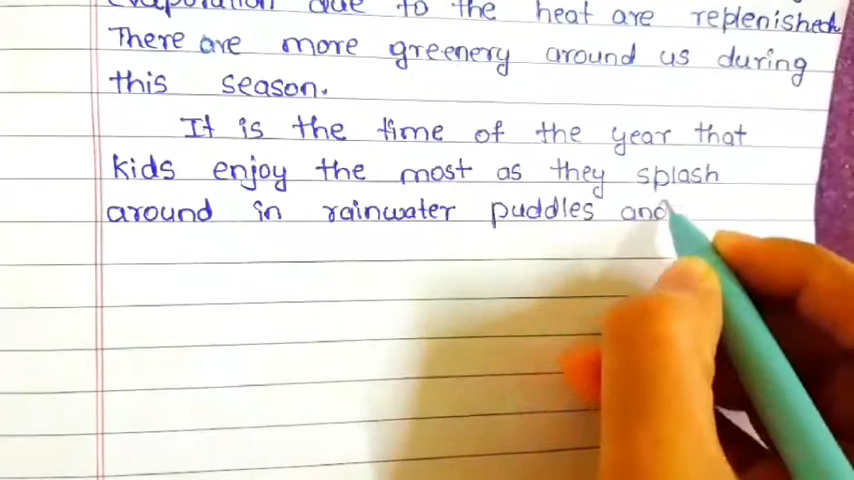 evaporation due to the heat are replenished.
There are more greenery around us during
this season.
It is the time of the year that
kids enjoy the most as they splash
around in rainwater puddles and